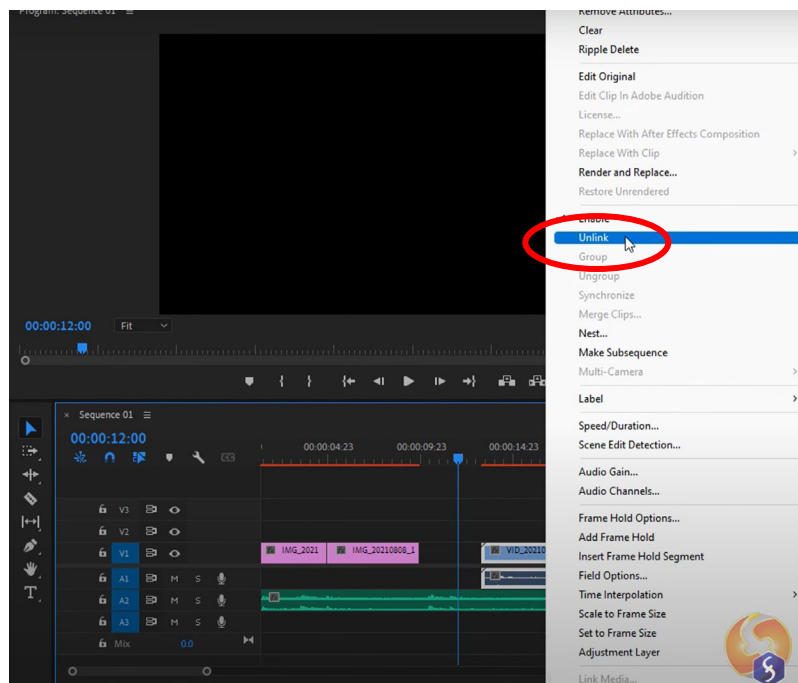 Program: Sequence 01
Remove Attributes...
Clear
Ripple Delete
Edit Original
Edit Clip In Adobe Audition
License...
Replace With After Effects Composition
Replace With Clip
Render and Replace...
Restore Unrendered
Enable
Unlink
Group
Ungroup
Synchronize
Merge Clips...
Nest...
Make Subsequence
Multi-Camera
Label
Speed/Duration...
Scene Edit Detection...
Audio Gain...
Audio Channels...
Frame Hold Options...
Add Frame Hold
Insert Frame Hold Segment
Field Options...
Time Interpolation
Scale to Frame Size
Set to Frame Size
Adjustment Layer
Link Media...
00:00:12:00 Fit
× Sequence 01
00:00:12:00
00:00:04:23 00:00:09:23 00:00:14:23
V3
V2
V1 IMG_2021 IMG_20210808_1 VID_20210
A1 M S
A2 M S
A3 M S
Mix 0.0
T
S